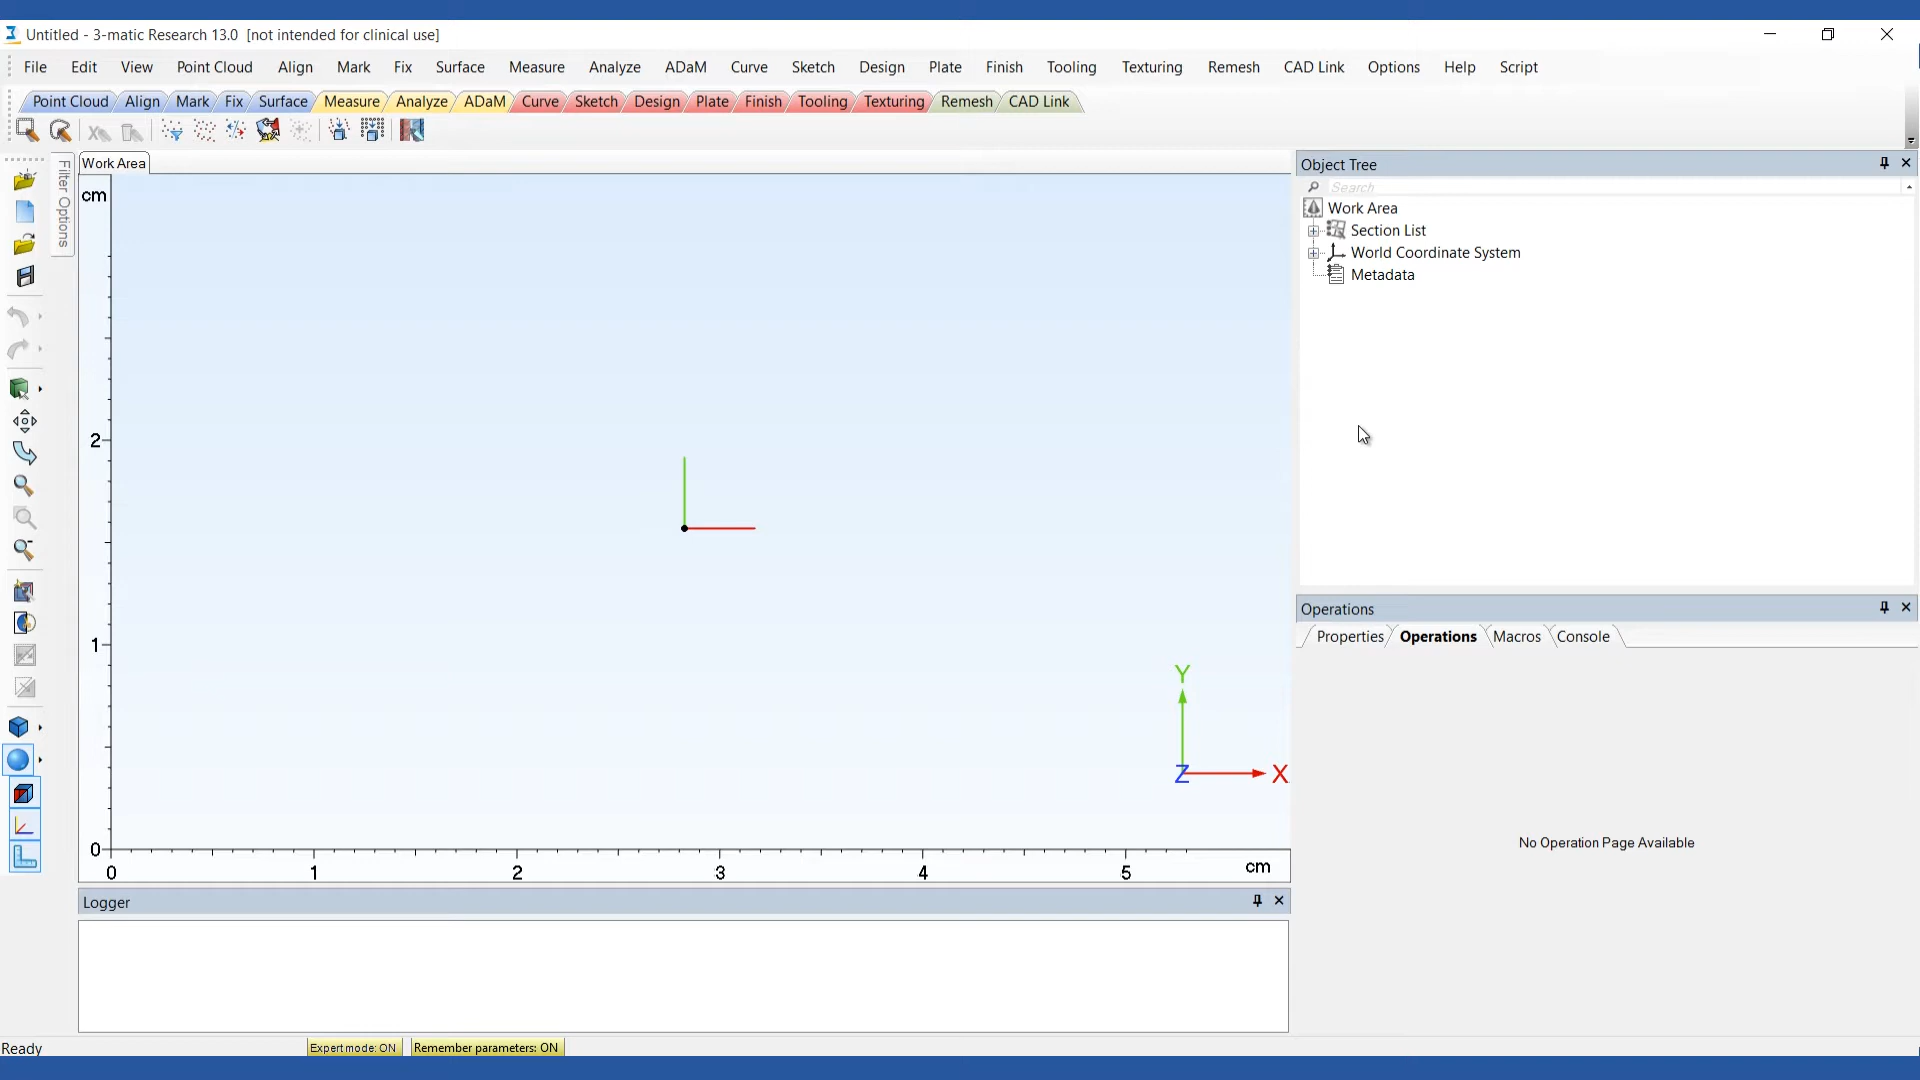 Untitled - 3-matic Research 13.0 [not intended for clinical use]
File Edit View Point Cloud Align Mark Fix Surface Measure Analyze ADaM Curve Sketch Design Plate Finish Tooling Texturing Remesh CAD Link Options Help Script
Point Cloud Align Mark Fix Surface Measure Analyze ADaM Curve Sketch Design Plate Finish Tooling Texturing Remesh CAD Link
Filter Options
Work Area
cm
2
1
0
0 1 2 3 4 5 cm
Y
Z X
Object Tree
Search
Work Area
Section List
World Coordinate System
Metadata
Operations
Properties Operations Macros Console
No Operation Page Available
Logger
Ready Expert mode: ON Remember parameters: ON